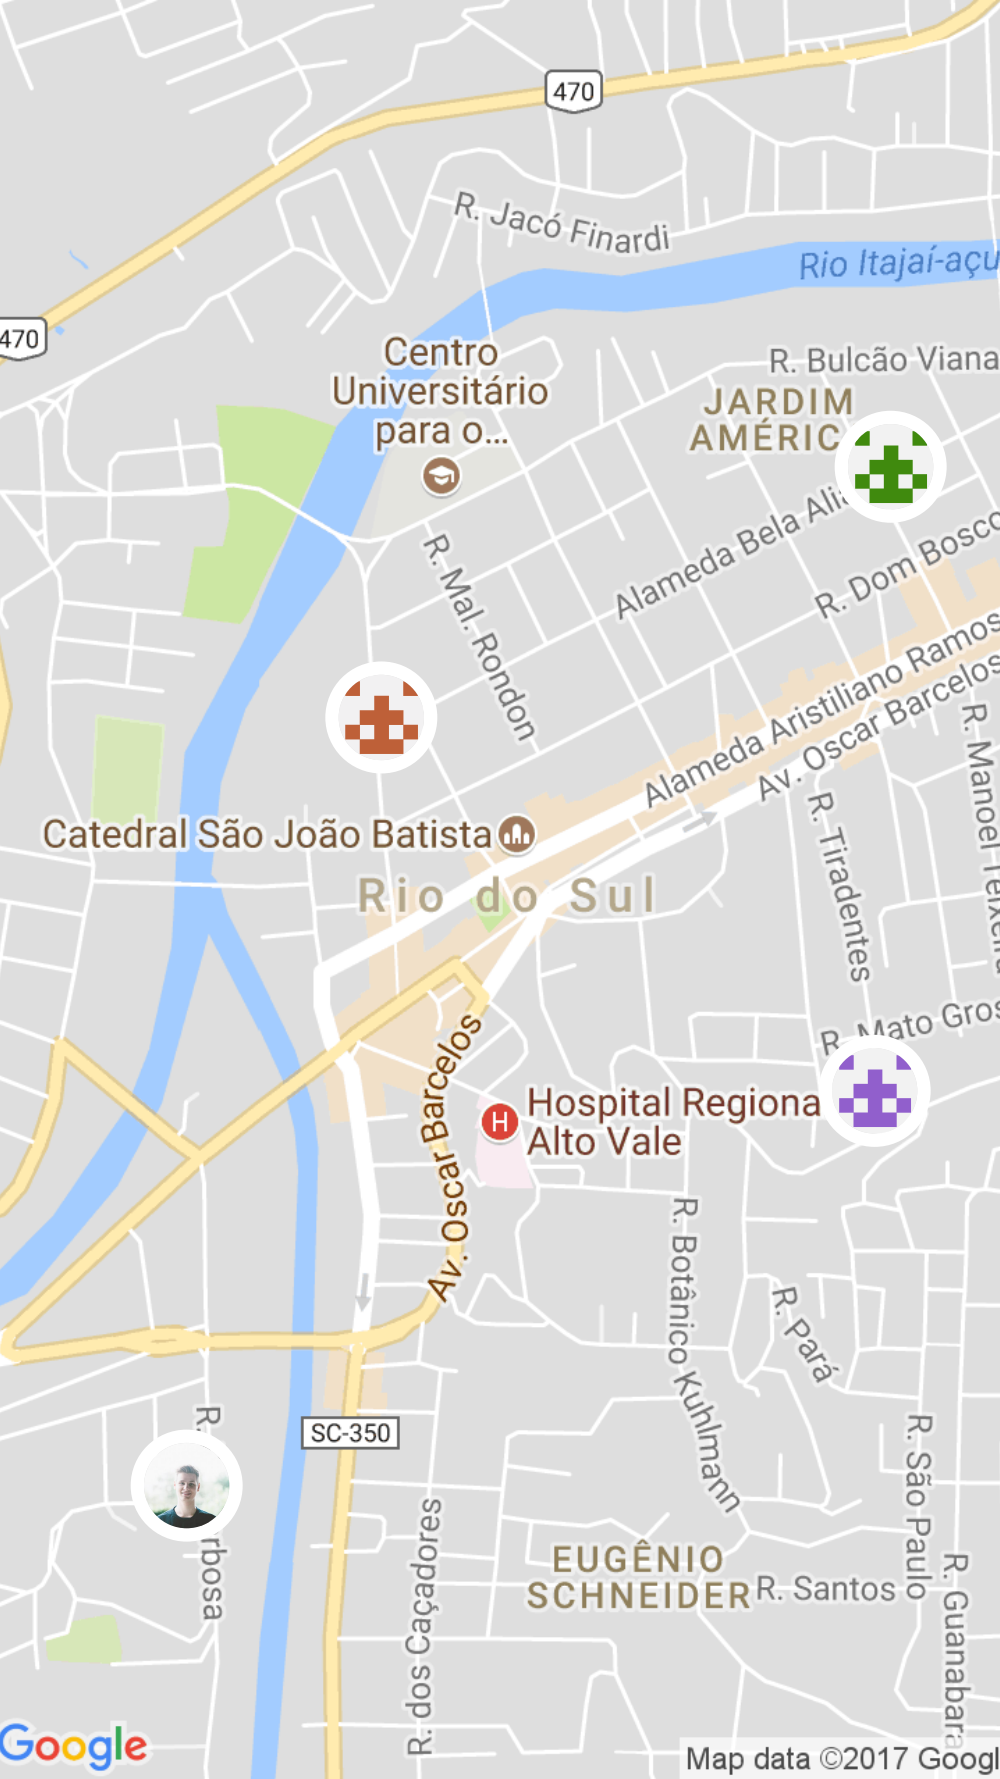 470
R. Jacó Finardi
Rio Itajaí-açu
470
Centro
Universitário
para o...
R. Bulcão Viana
JARDIM
AMÉRIC
Alameda Bela Ali
R. Dom Bosco
R. Mal. Rondon
Alameda Aristiliano Ramos
Av. Oscar Barcelos
R. Manoel Teixeira
R. Tiradentes
Catedral São João Batista
Rio do Sul
R. Mato Gros
Av. Oscar Barcelos
H
Hospital Regiona
Alto Vale
R. Botânico Kuhlmann
R. Pará
R.
rbosa
SC-350
R. dos Caçadores
R. São Paulo
EUGÊNIO
SCHNEIDER
R. Santos
R. Guanabara
Google
Map data ©2017 Googl